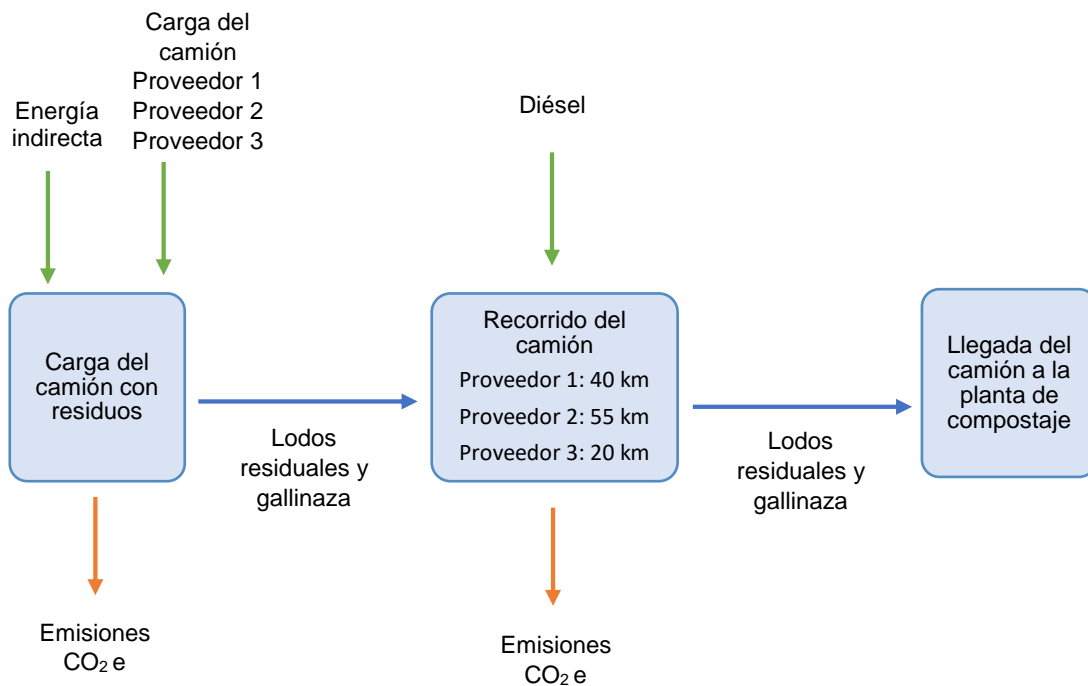 Carga del
camión
Proveedor 1
Proveedor 2
Proveedor 3
Energía
indirecta
Diésel
Carga del
camión con
residuos
Lodos
residuales y
gallinaza
Recorrido del
camión
Proveedor 1: 40 km
Proveedor 2: 55 km
Proveedor 3: 20 km
Lodos
residuales y
gallinaza
Llegada del
camión a la
planta de
compostaje
Emisiones
CO₂ e
Emisiones
CO₂ e